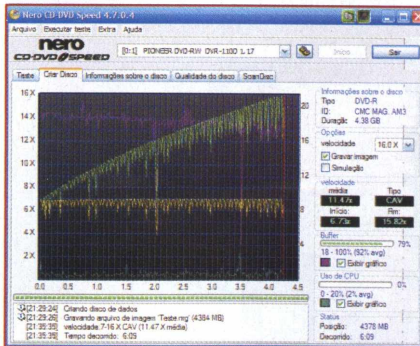 Nero CD-DVD Speed 4.7.0.4
Arquivo Executar teste Extra Ajuda
nero
CD-DVD SPEED
[0:1] PIONEER DVD-RW DVR-110D 1.17
Início
Sair
Teste Criar Disco Informações sobre o disco Qualidade do disco ScanDisc
16 X
14 X
12 X
10 X
8 X
6 X
4 X
2 X
20
16
12
8
4
0.0 0.5 1.0 1.5 2.0 2.5 3.0 3.5 4.0 4.5
Informações sobre o disco
Tipo DVD-R
ID: CMC MAG. AM3
Duração 4.38 GB
Opções
velocidade 16.0 X
Gravar imagem
Simulação
velocidade
média Tipo
11.47x CAV
Início: Fim:
6.73x 15.82x
Buffer
79%
18 - 100% (92% avg)
Exibir gráfico
Uso de CPU
0%
0 - 20% (2% avg)
Exibir gráfico
Status
Posição: 4378 MB
Decorrido: 6:09
[21:29:24] Criando disco de dados
[21:29:26] Gravando arquivo de imagem 'Teste.nrg' (4384 MB)
[21:35:35] velocidade:7-16 X CAV (11.47 X média)
[21:35:35] Tempo decorrido: 6:09